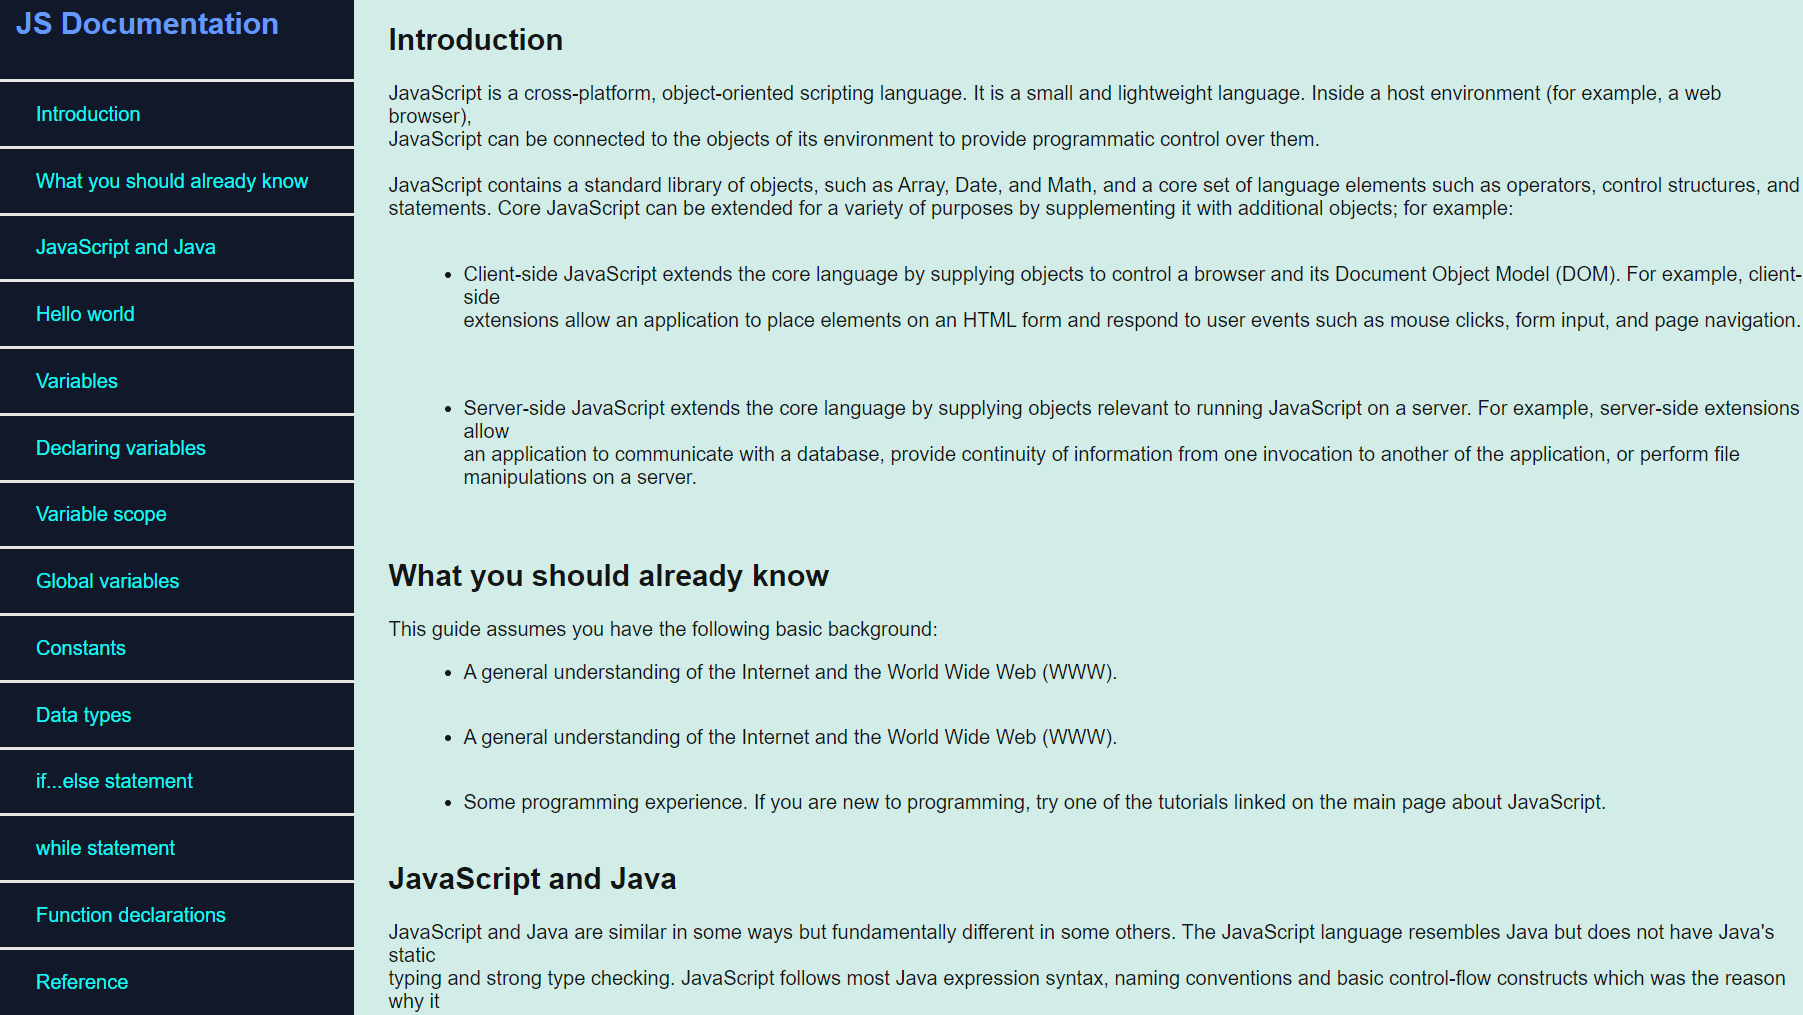 JS Documentation
Introduction
What you should already know
JavaScript and Java
Hello world
Variables
Declaring variables
Variable scope
Global variables
Constants
Data types
if...else statement
while statement
Function declarations
Reference
Introduction
JavaScript is a cross-platform, object-oriented scripting language. It is a small and lightweight language. Inside a host environment (for example, a web
browser),
JavaScript can be connected to the objects of its environment to provide programmatic control over them.
JavaScript contains a standard library of objects, such as Array, Date, and Math, and a core set of language elements such as operators, control structures, and
statements. Core JavaScript can be extended for a variety of purposes by supplementing it with additional objects; for example:
• Client-side JavaScript extends the core language by supplying objects to control a browser and its Document Object Model (DOM). For example, client-
side
extensions allow an application to place elements on an HTML form and respond to user events such as mouse clicks, form input, and page navigation.
• Server-side JavaScript extends the core language by supplying objects relevant to running JavaScript on a server. For example, server-side extensions
allow
an application to communicate with a database, provide continuity of information from one invocation to another of the application, or perform file
manipulations on a server.
What you should already know
This guide assumes you have the following basic background:
• A general understanding of the Internet and the World Wide Web (WWW).
• A general understanding of the Internet and the World Wide Web (WWW).
• Some programming experience. If you are new to programming, try one of the tutorials linked on the main page about JavaScript.
JavaScript and Java
JavaScript and Java are similar in some ways but fundamentally different in some others. The JavaScript language resembles Java but does not have Java's
static
typing and strong type checking. JavaScript follows most Java expression syntax, naming conventions and basic control-flow constructs which was the reason
why it